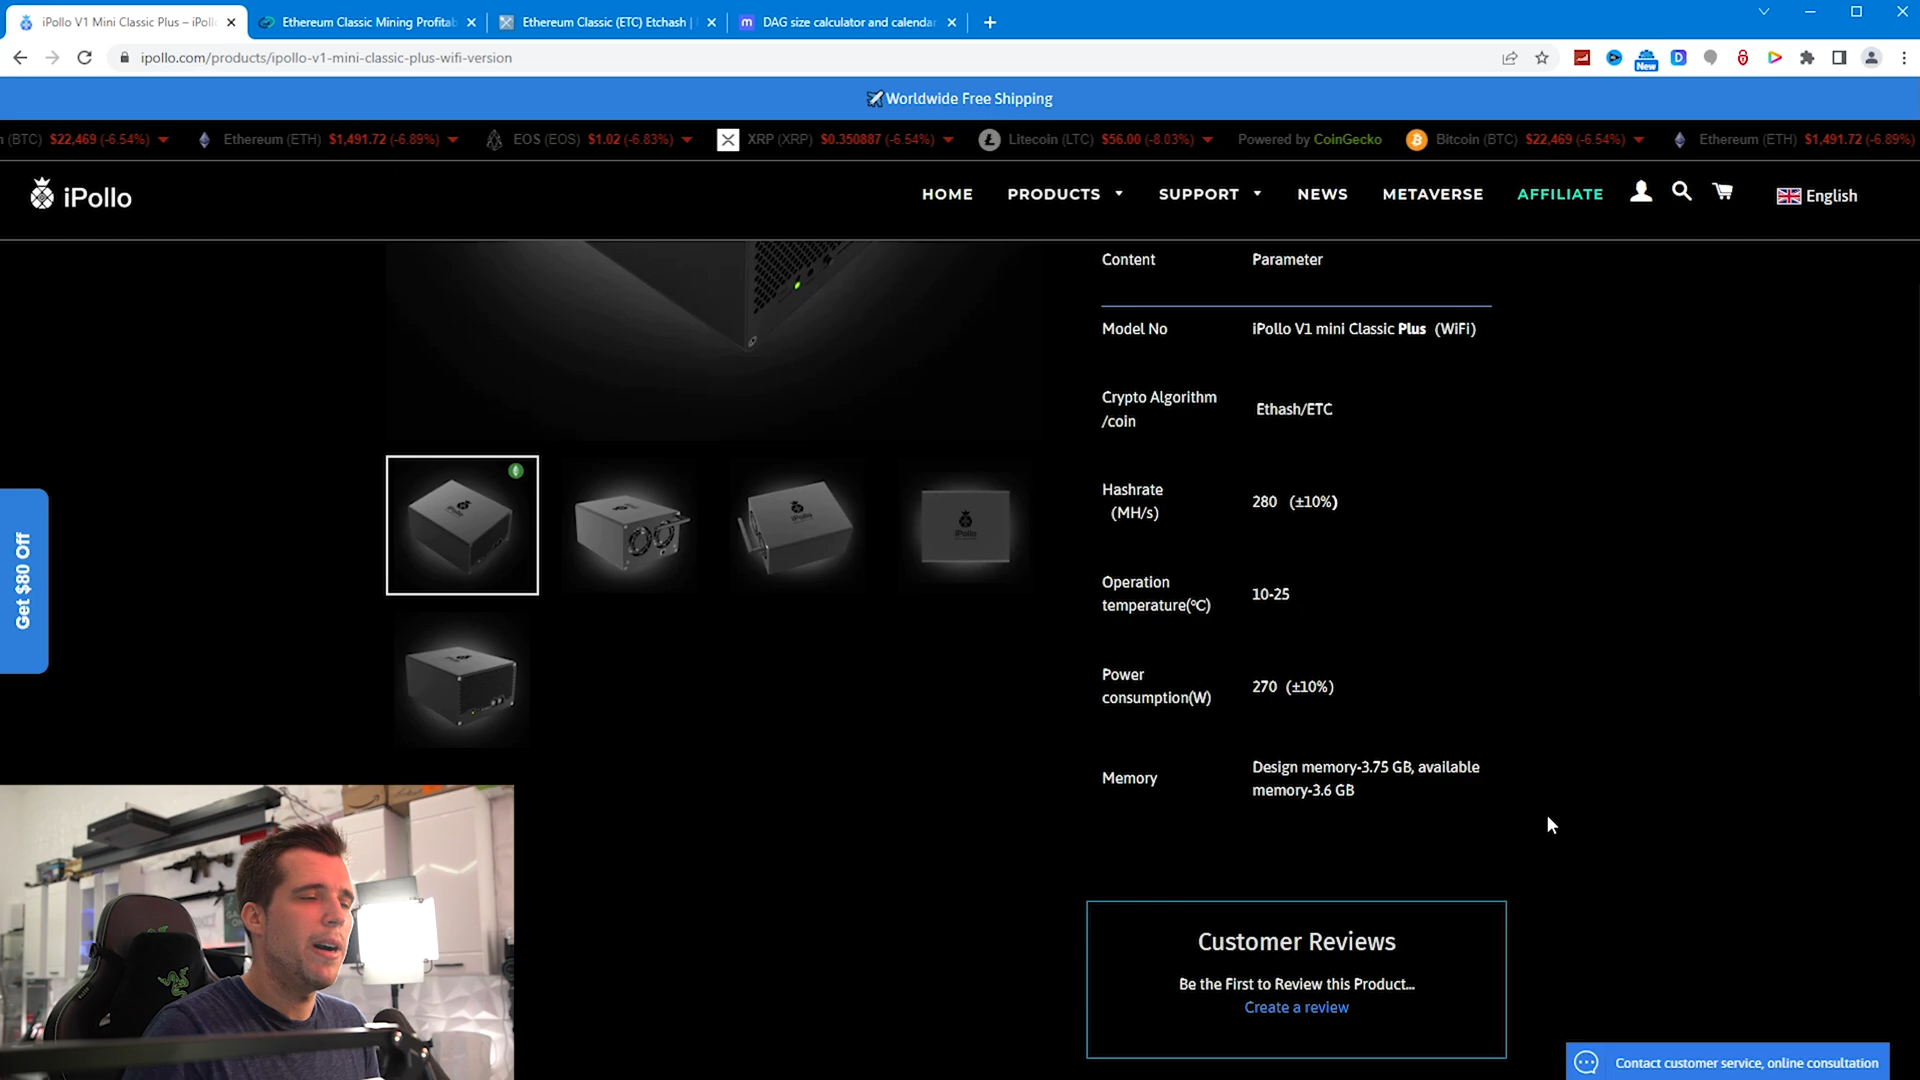 iPollo V1 Mini Classic Plus – iPoll
Ethereum Classic Mining Profitab
Ethereum Classic (ETC) Etchash |
DAG size calculator and calendar
ipollo.com/products/ipollo-v1-mini-classic-plus-wifi-version
New
Worldwide Free Shipping
(BTC) $22,469 (-6.54%) Ethereum (ETH) $1,491.72 (-6.89%) EOS (EOS) $1.02 (-6.83%) XRP (XRP) $0.350887 (-6.54%) Litecoin (LTC) $56.00 (-8.03%) Powered by CoinGecko Bitcoin (BTC) $22,469 (-6.54%) Ethereum (ETH) $1,491.72 (-6.89%)
iPollo
HOME PRODUCTS SUPPORT NEWS METAVERSE AFFILIATE English
Content Parameter
Model No iPollo V1 mini Classic Plus (WiFi)
Crypto Algorithm
/coin
Ethash/ETC
Hashrate
(MH/s)
280 (±10%)
Operation
temperature(℃)
10-25
Power
consumption(W)
270 (±10%)
Memory
Design memory-3.75 GB, available
memory-3.6 GB
Get $80 Off
Customer Reviews
Be the First to Review this Product...
Create a review
Contact customer service, online consultation